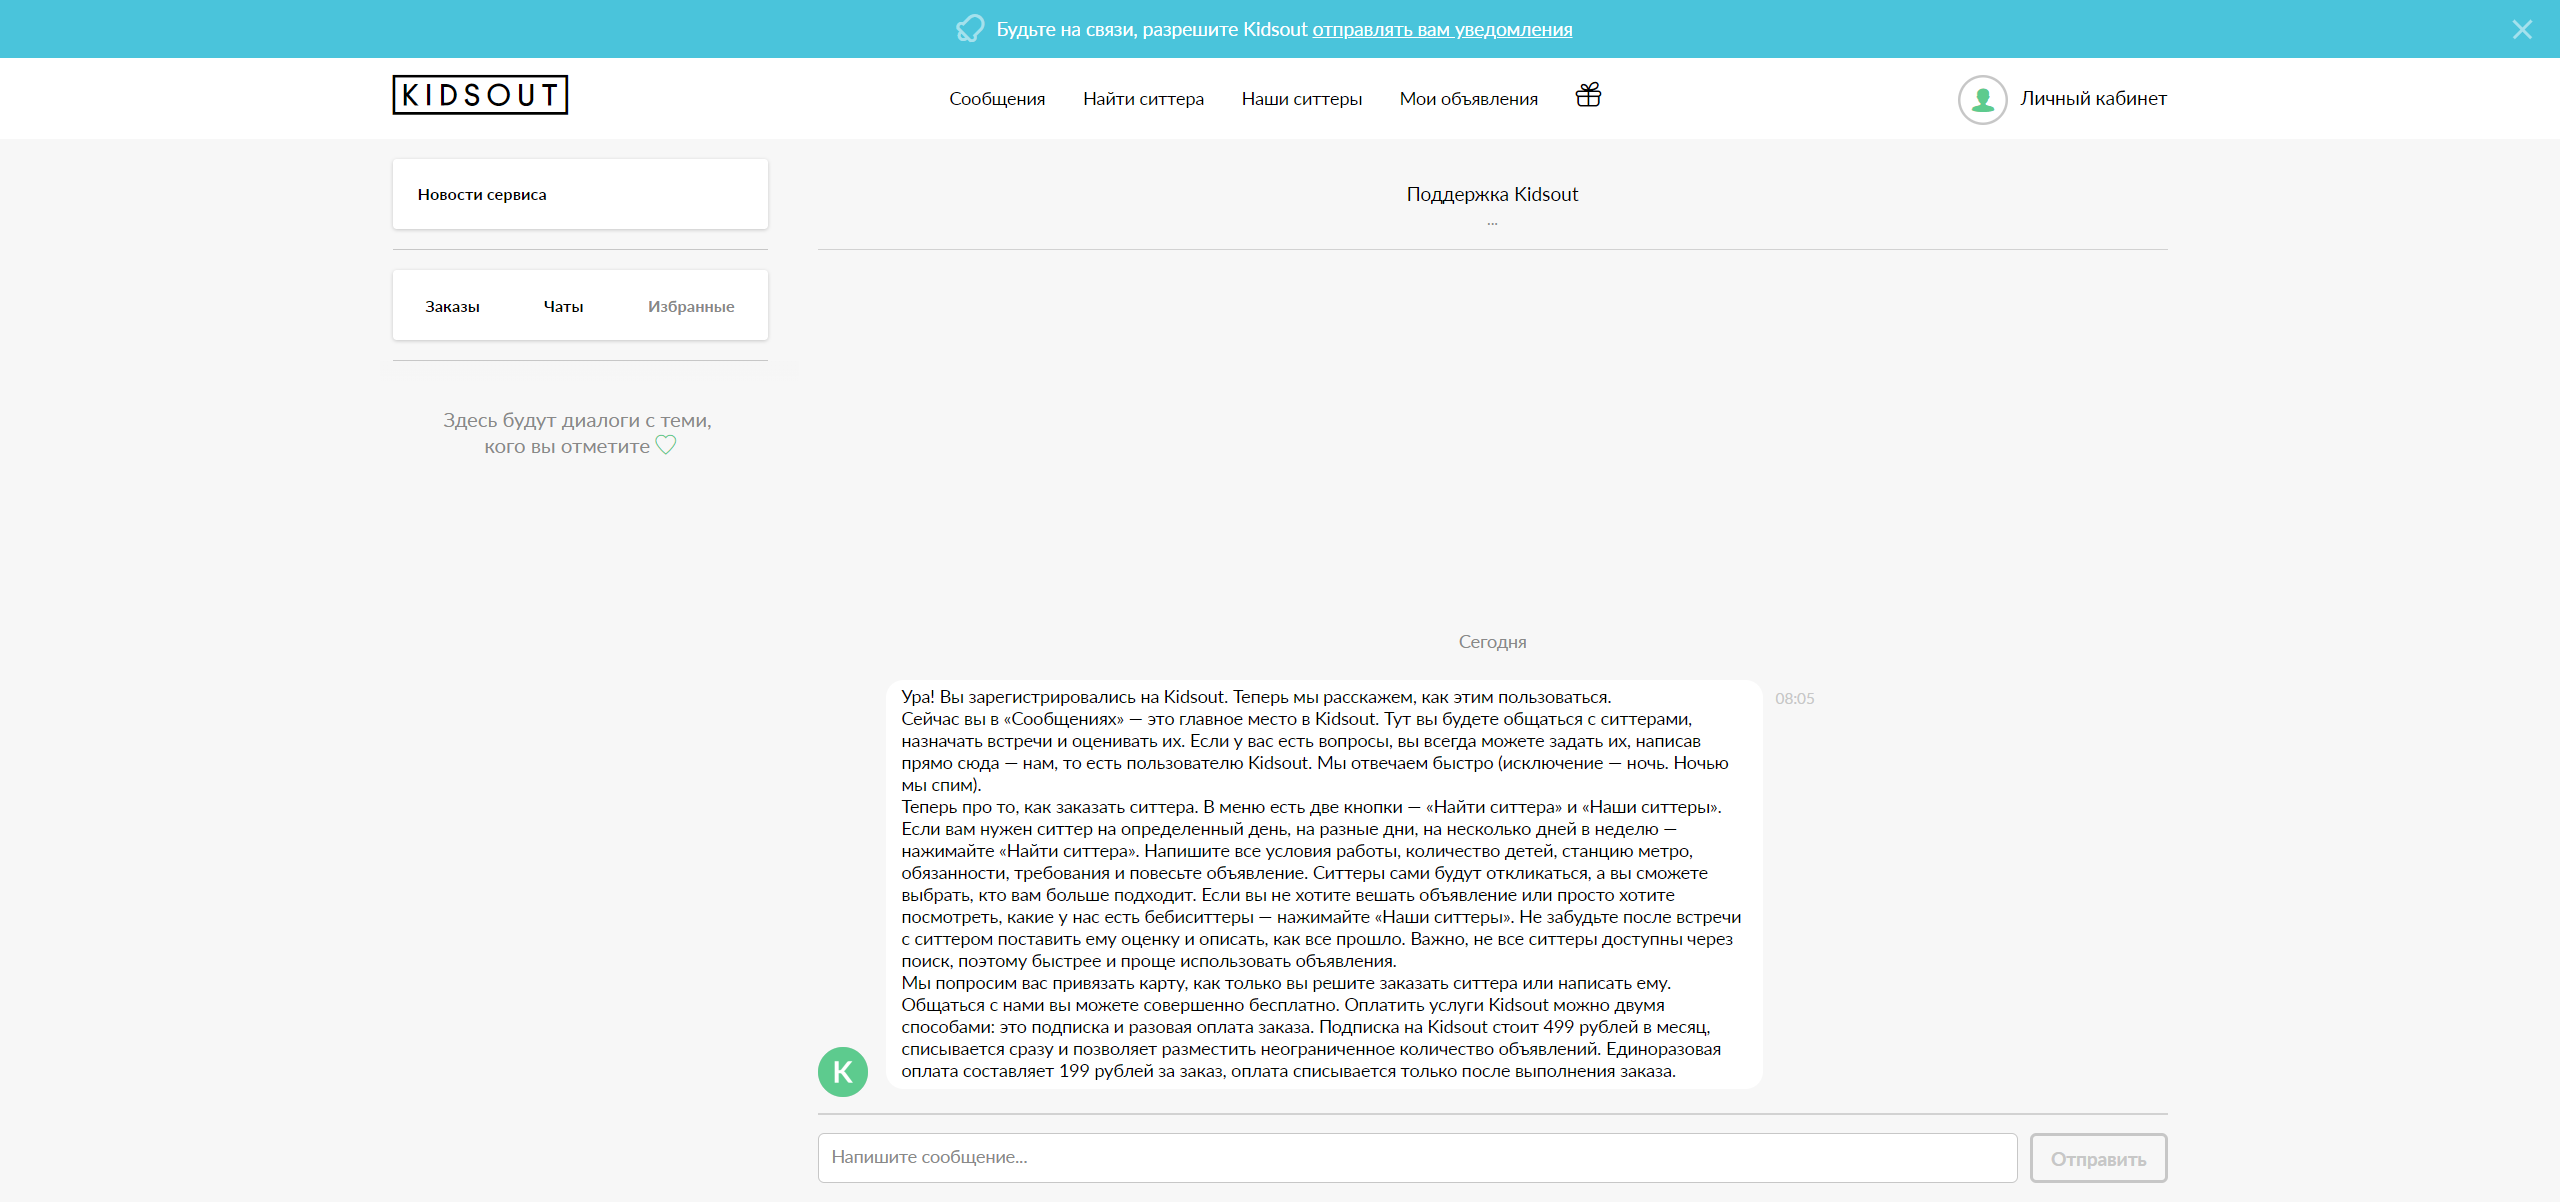 Будьте на связи, разрешите Kidsout отправлять вам уведомления
KIDSOUT
Сообщения
Найти ситтера
Наши ситтеры
Мои объявления
Личный кабинет
Новости сервиса
Заказы
Чаты
Избранные
Здесь будут диалоги с теми,
кого вы отметите
Поддержка Kidsout
...
Сегодня
Ура! Вы зарегистрировались на Kidsout. Теперь мы расскажем, как этим пользоваться.
08:05
Сейчас вы в «Сообщениях» — это главное место в Kidsout. Тут вы будете общаться с ситтерами,
назначать встречи и оценивать их. Если у вас есть вопросы, вы всегда можете задать их, написав
прямо сюда — нам, то есть пользователю Kidsout. Мы отвечаем быстро (исключение — ночь. Ночью
мы спим).
Теперь про то, как заказать ситтера. В меню есть две кнопки — «Найти ситтера» и «Наши ситтеры».
Если вам нужен ситтер на определенный день, на разные дни, на несколько дней в неделю —
нажимайте «Найти ситтера». Напишите все условия работы, количество детей, станцию метро,
обязанности, требования и повесьте объявление. Ситтеры сами будут откликаться, а вы сможете
выбрать, кто вам больше подходит. Если вы не хотите вешать объявление или просто хотите
посмотреть, какие у нас есть бебиситтеры — нажимайте «Наши ситтеры». Не забудьте после встречи
с ситтером поставить ему оценку и описать, как все прошло. Важно, не все ситтеры доступны через
поиск, поэтому быстрее и проще использовать объявления.
Мы попросим вас привязать карту, как только вы решите заказать ситтера или написать ему.
Общаться с нами вы можете совершенно бесплатно. Оплатить услуги Kidsout можно двумя
способами: это подписка и разовая оплата заказа. Подписка на Kidsout стоит 499 рублей в месяц,
списывается сразу и позволяет разместить неограниченное количество объявлений. Единоразовая
оплата составляет 199 рублей за заказ, оплата списывается только после выполнения заказа.
K
Напишите сообщение...
Отправить